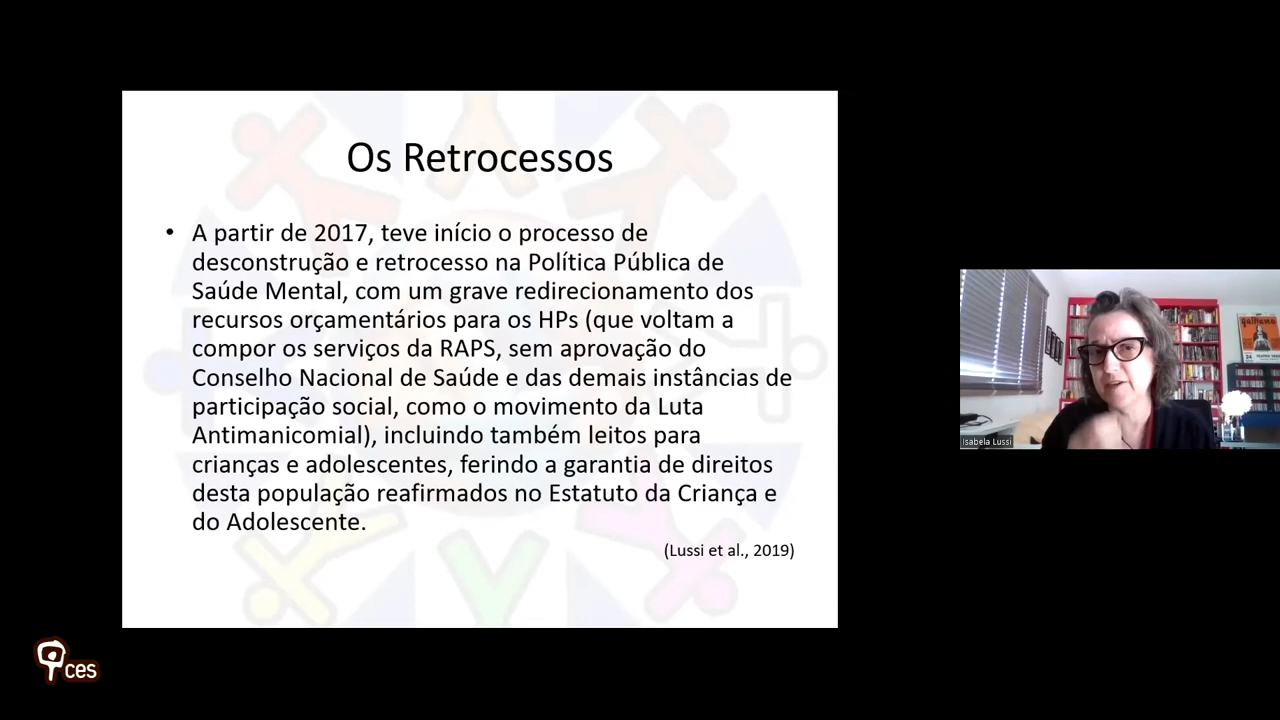 Os Retrocessos
• A partir de 2017, teve início o processo de
desconstrução e retrocesso na Política Pública de
Saúde Mental, com um grave redirecionamento dos
recursos orçamentários para os HPs (que voltam a
compor os serviços da RAPS, sem aprovação do
Conselho Nacional de Saúde e das demais instâncias de
participação social, como o movimento da Luta
Antimanicomial), incluindo também leitos para
crianças e adolescentes, ferindo a garantia de direitos
desta população reafirmados no Estatuto da Criança e
do Adolescente.
(Lussi et al., 2019)
galileu
Isabela Lussi
ces